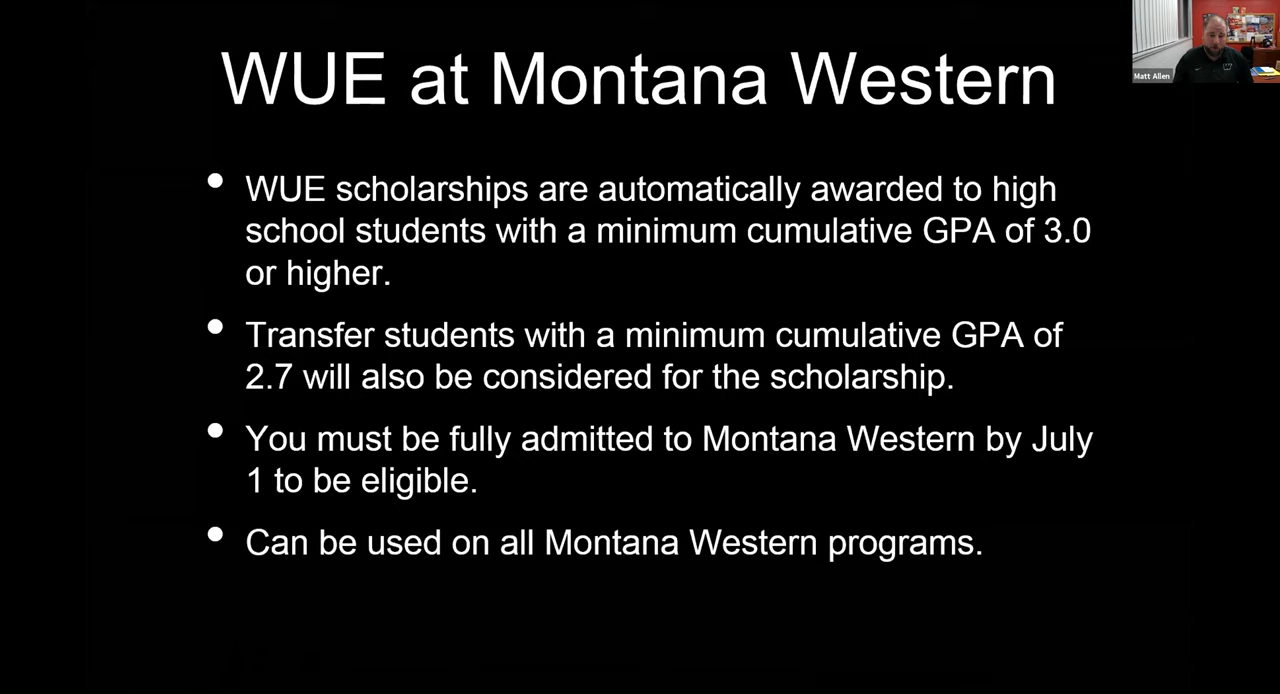 WUE at Montana Western
Matt Allen
• WUE scholarships are automatically awarded to high
school students with a minimum cumulative GPA of 3.0
or higher.
• Transfer students with a minimum cumulative GPA of
2.7 will also be considered for the scholarship.
• You must be fully admitted to Montana Western by July
1 to be eligible.
• Can be used on all Montana Western programs.